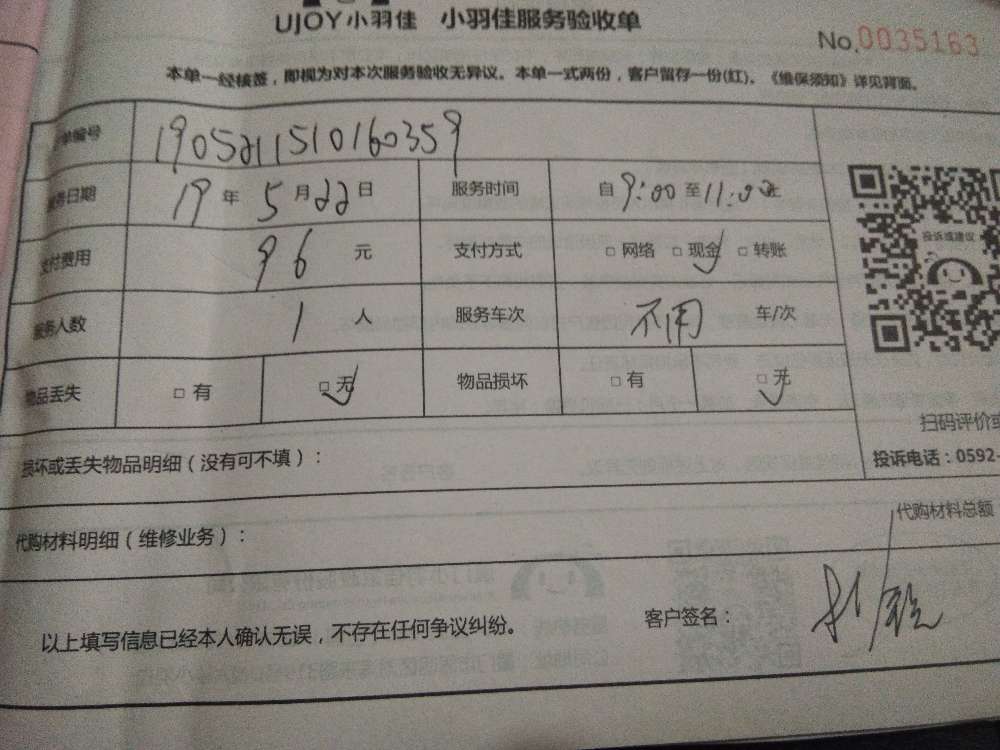 UJOY小羽佳 小羽佳服务验收单
No.0035163
本单一经核签，即视为对本次服务验收无异议。本单一式两份，客户留存一份(红)。《维保须知》详见背面。
单编号 1905211510160359
务日期 19 年 5 月 22 日 服务时间 自 9:00 至 11:00 止
支付费用 96 元 支付方式 □ 网络 □ 现金 □ 转账
服务人数 1 人 服务车次 不用 车/次
物品丢失 □ 有 □ 无 物品损坏 □ 有 □ 无
投诉或建议
扫码评价或
投诉电话：0592-
损坏或丢失物品明细（没有可不填）：
代购材料明细（维修业务）：
代购材料总额
以上填写信息已经本人确认无误，不存在任何争议纠纷。
客户签名：